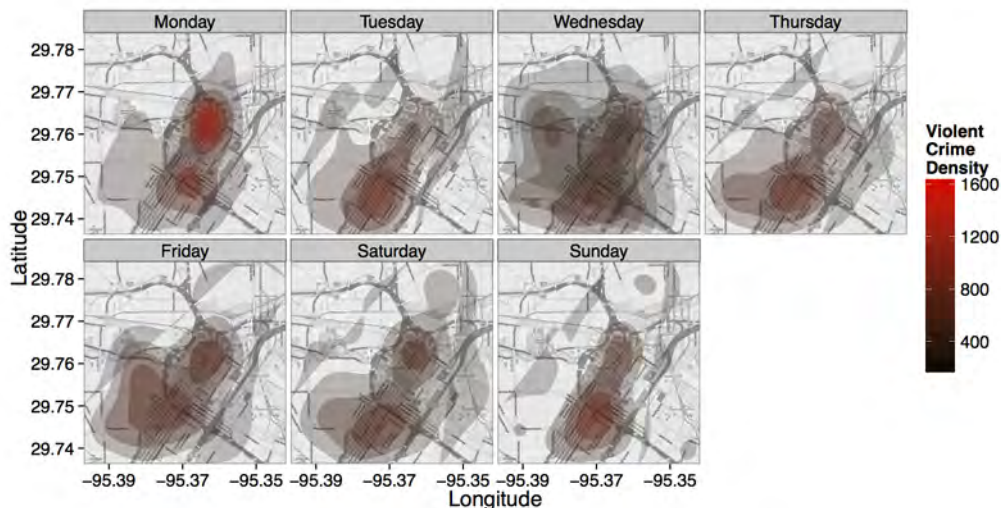 Monday Tuesday Wednesday Thursday
29.78
29.77
29.76
29.75
29.74
Friday Saturday Sunday
29.78
29.77
29.76
29.75
29.74
−95.39 −95.37 −95.35 −95.39 −95.37 −95.35 −95.39 −95.37 −95.35
Longitude
Latitude
Violent
Crime
Density
1600
1200
800
400